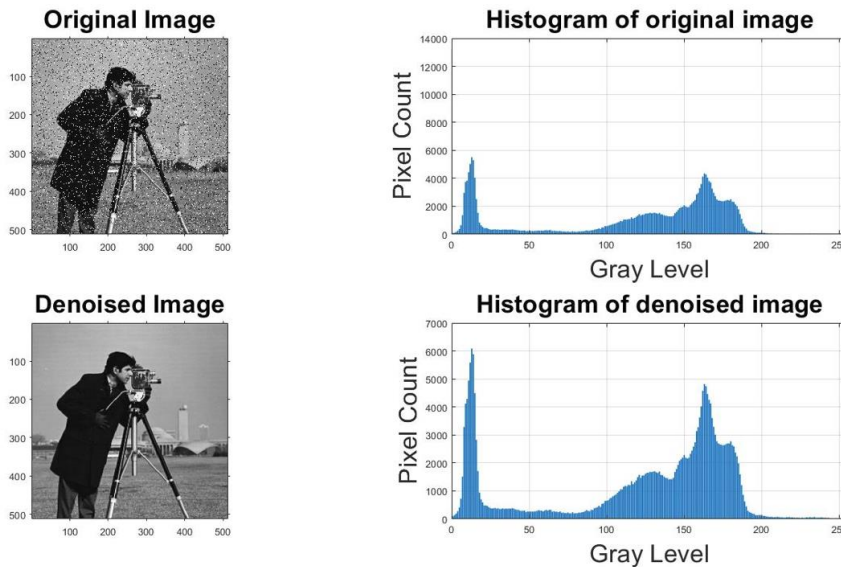 Original Image
100
200
300
400
500
100 200 300 400 500
Histogram of original image
Pixel Count
14000
12000
10000
8000
6000
4000
2000
0
0 50 100 150 200 25
Gray Level
Denoised Image
100
200
300
400
500
100 200 300 400 500
Histogram of denoised image
Pixel Count
7000
6000
5000
4000
3000
2000
1000
0
0 50 100 150 200 25
Gray Level